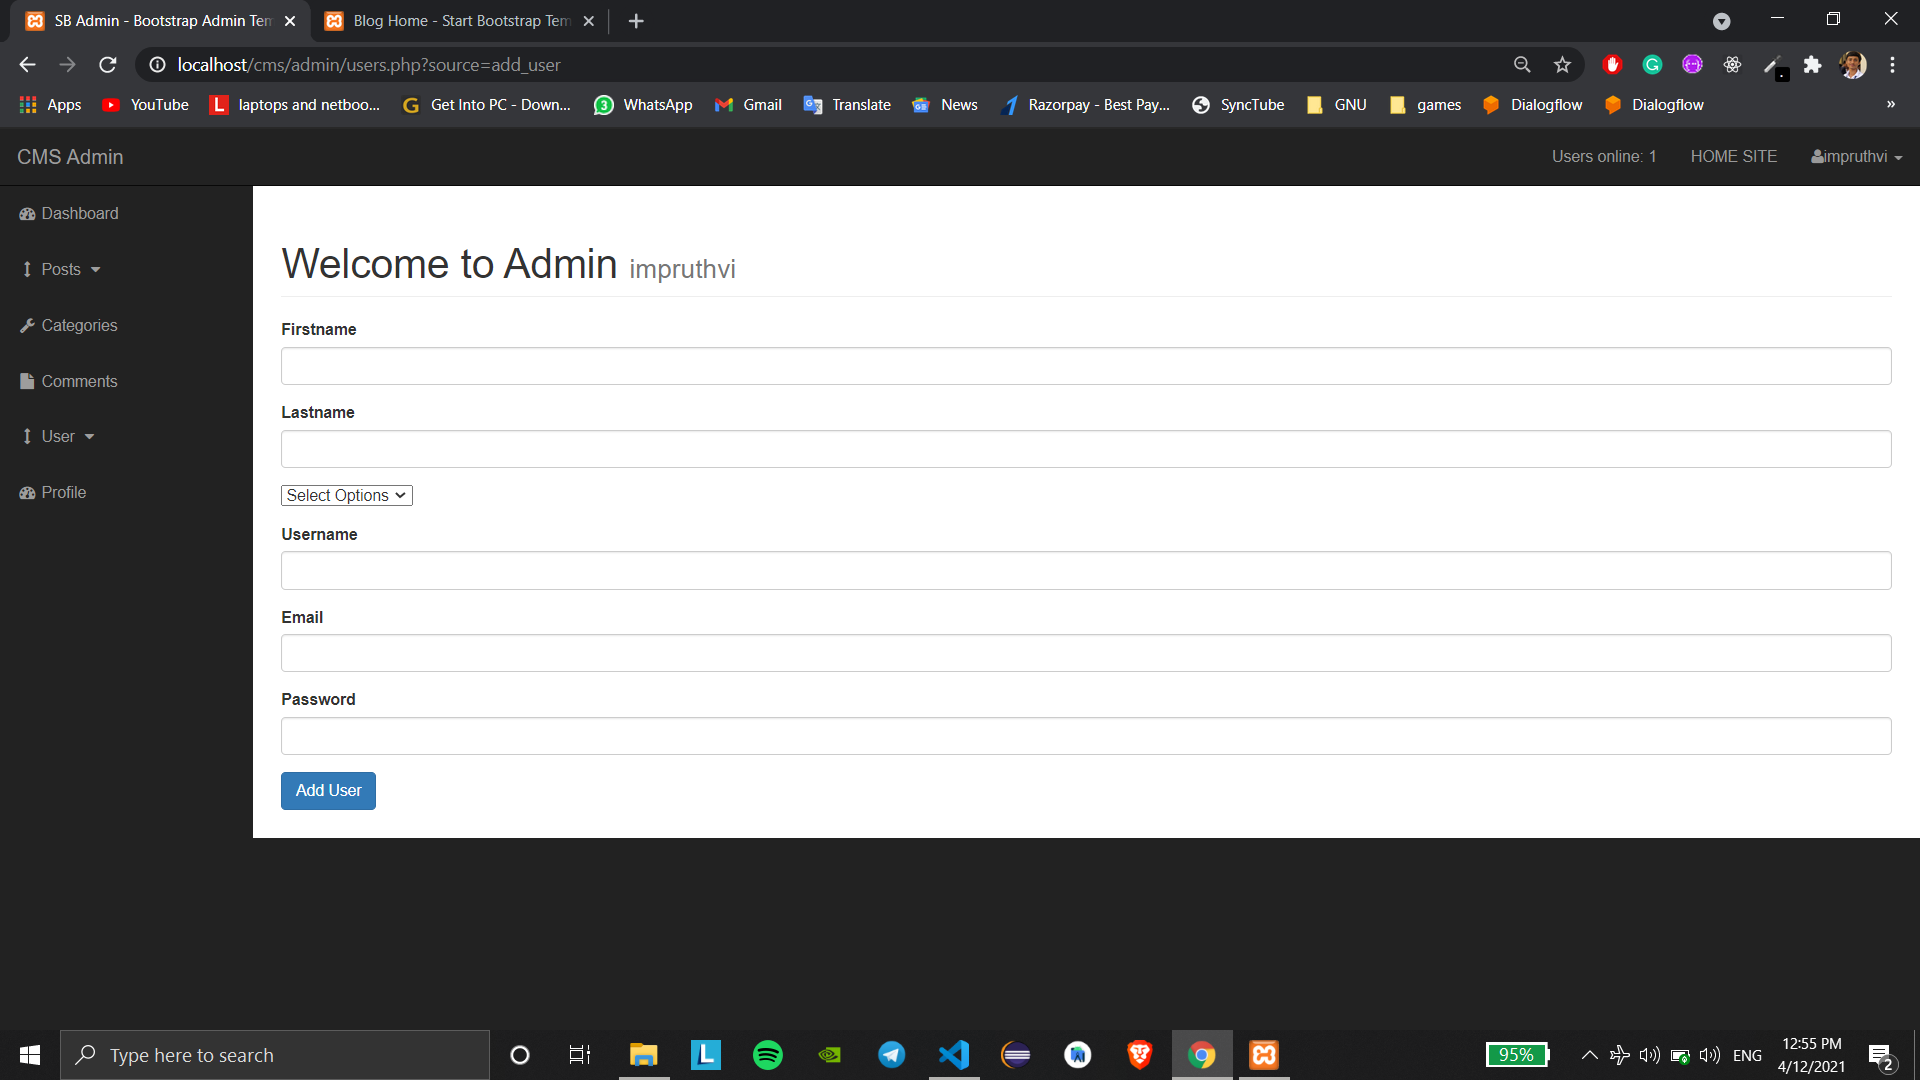 SB Admin - Bootstrap Admin Tem
Blog Home - Start Bootstrap Tem
localhost/cms/admin/users.php?source=add_user
Apps
YouTube
laptops and netboo...
Get Into PC - Down...
WhatsApp
Gmail
Translate
News
Razorpay - Best Pay...
SyncTube
GNU
games
Dialogflow
Dialogflow
»
CMS Admin
Users online: 1
HOME SITE
impruthvi
Dashboard
Posts
Categories
Comments
User
Profile
Welcome to Admin impruthvi
Firstname
Lastname
Select Options
Username
Email
Password
Add User
Type here to search
95%
ENG
12:55 PM
4/12/2021
2